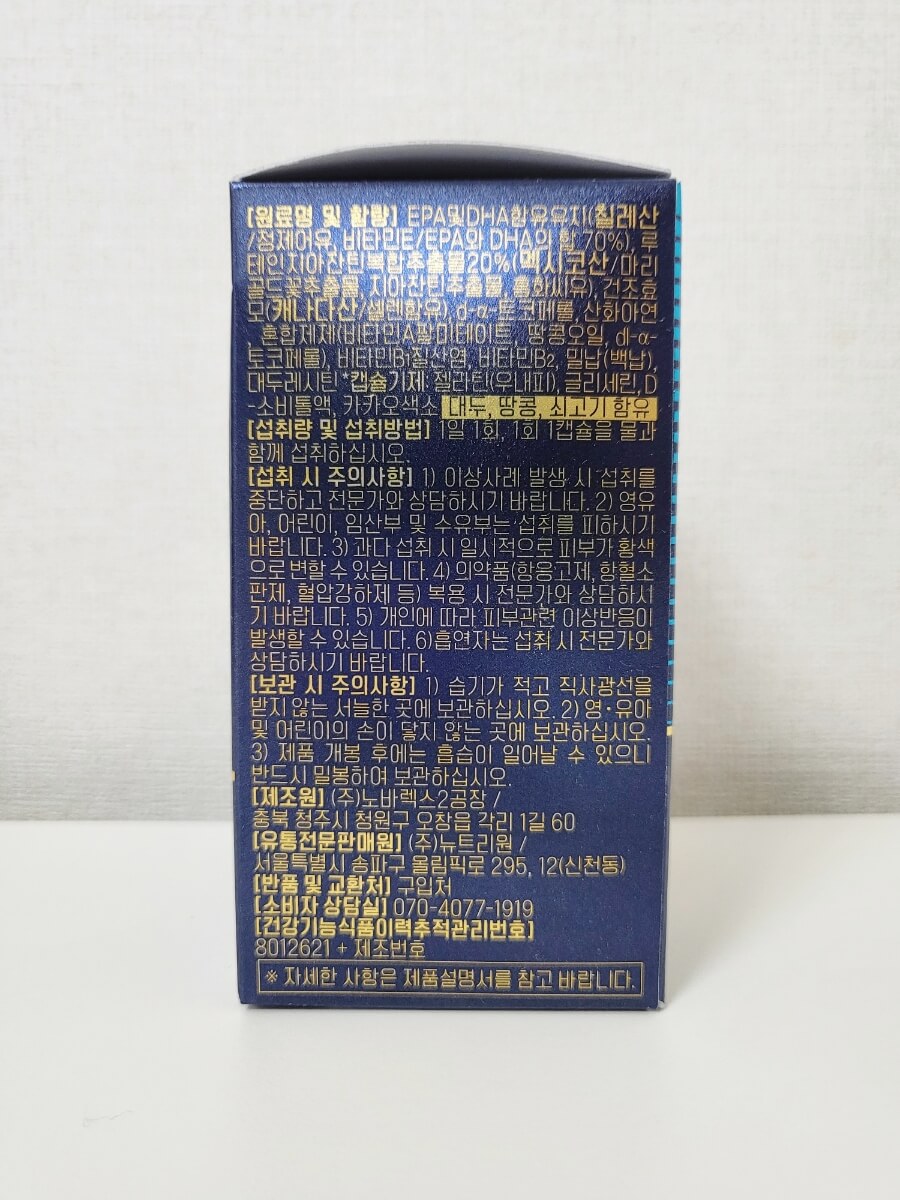 [원료명 및 함량] EPA및DHA함유유지(칠레산
/정제어유, 비타민E/EPA와 DHA의 합 70%), 루
테인지아잔틴복합추출물20%(멕시코산/마리
골드꽃추출물, 지아잔틴추출물, 홍화씨유), 건조효
모(캐나다산/셀렌함유), d-α-토코페롤, 산화아연
혼합제제(비타민A팔미테이트, 땅콩오일, dl-α-
토코페롤), 비타민B₁질산염, 비타민B₂, 밀납(백납),
대두레시틴 *캡슐기제 젤라틴(우내피), 글리세린, D
-소비톨액, 카카오색소 대두, 땅콩, 쇠고기 함유
[섭취량 및 섭취방법] 1일 1회, 1회 1캡슐을 물과
함께 섭취하십시오.
[섭취 시 주의사항] 1) 이상사례 발생 시 섭취를
중단하고 전문가와 상담하시기 바랍니다. 2) 영유
아, 어린이, 임산부 및 수유부는 섭취를 피하시기
바랍니다. 3) 과다 섭취 시 일시적으로 피부가 황색
으로 변할 수 있습니다. 4) 의약품(항응고제, 항혈소
판제, 혈압강하제 등) 복용 시 전문가와 상담하시
기 바랍니다. 5) 개인에 따라 피부관련 이상반응이
발생할 수 있습니다. 6)흡연자는 섭취 시 전문가와
상담하시기 바랍니다.
[보관 시 주의사항] 1) 습기가 적고 직사광선을
받지 않는 서늘한 곳에 보관하십시오. 2) 영·유아
및 어린이의 손이 닿지 않는 곳에 보관하십시오.
3) 제품 개봉 후에는 흡습이 일어날 수 있으니
반드시 밀봉하여 보관하십시오.
[제조원] (주)노바렉스2공장 /
충북 청주시 청원구 오창읍 각리 1길 60
[유통전문판매원] (주)뉴트리원 /
서울특별시 송파구 올림픽로 295, 12(신천동)
[반품 및 교환처] 구입처
[소비자 상담실] 070-4077-1919
[건강기능식품이력추적관리번호]
8012621 + 제조번호
※ 자세한 사항은 제품설명서를 참고 바랍니다.